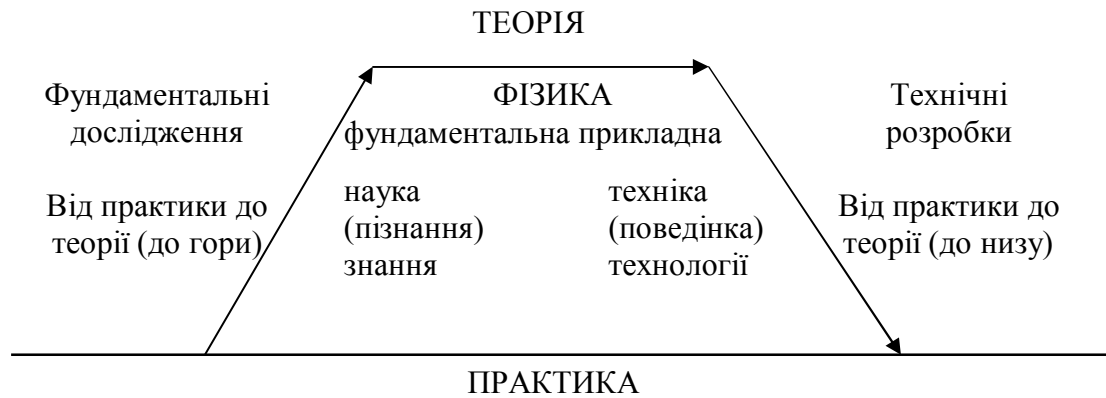 ТЕОРІЯ
Фундаментальні
дослідження
Від практики до
теорії (до гори)
ФІЗИКА
фундаментальна прикладна
наука
(пізнання)
знання
техніка
(поведінка)
технології
Технічні
розробки
Від практики до
теорії (до низу)
ПРАКТИКА